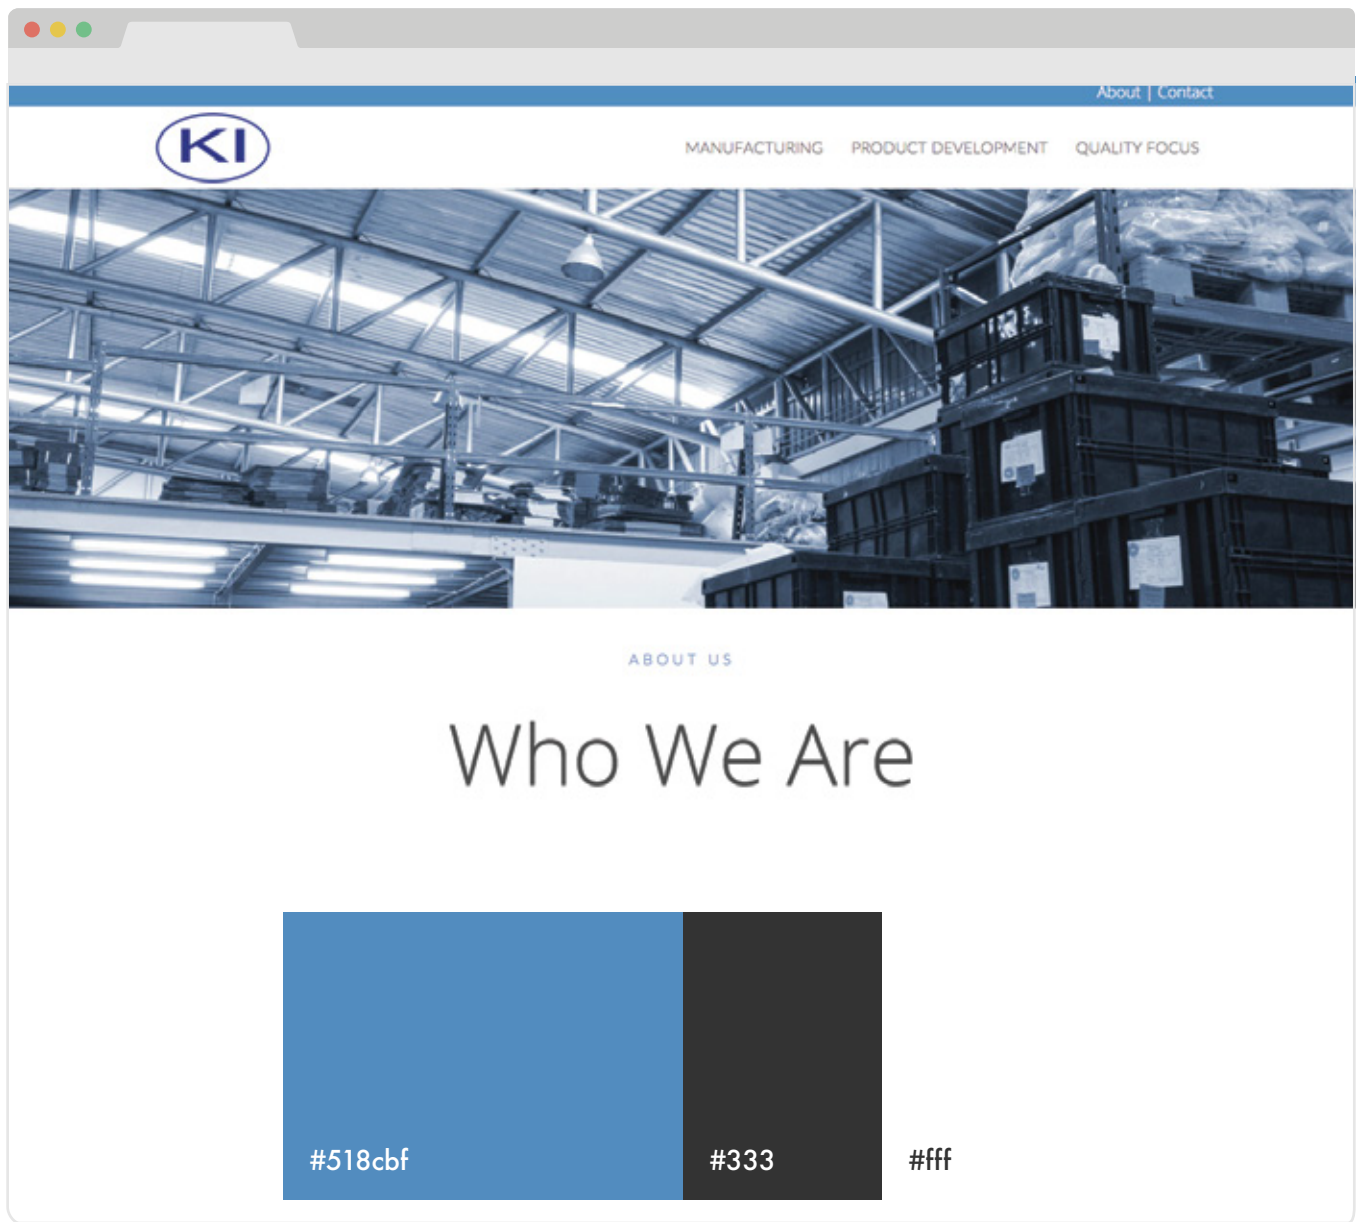 About | Contact
KI
MANUFACTURING PRODUCT DEVELOPMENT QUALITY FOCUS
ABOUT US
Who We Are
#518cbf #333 #fff